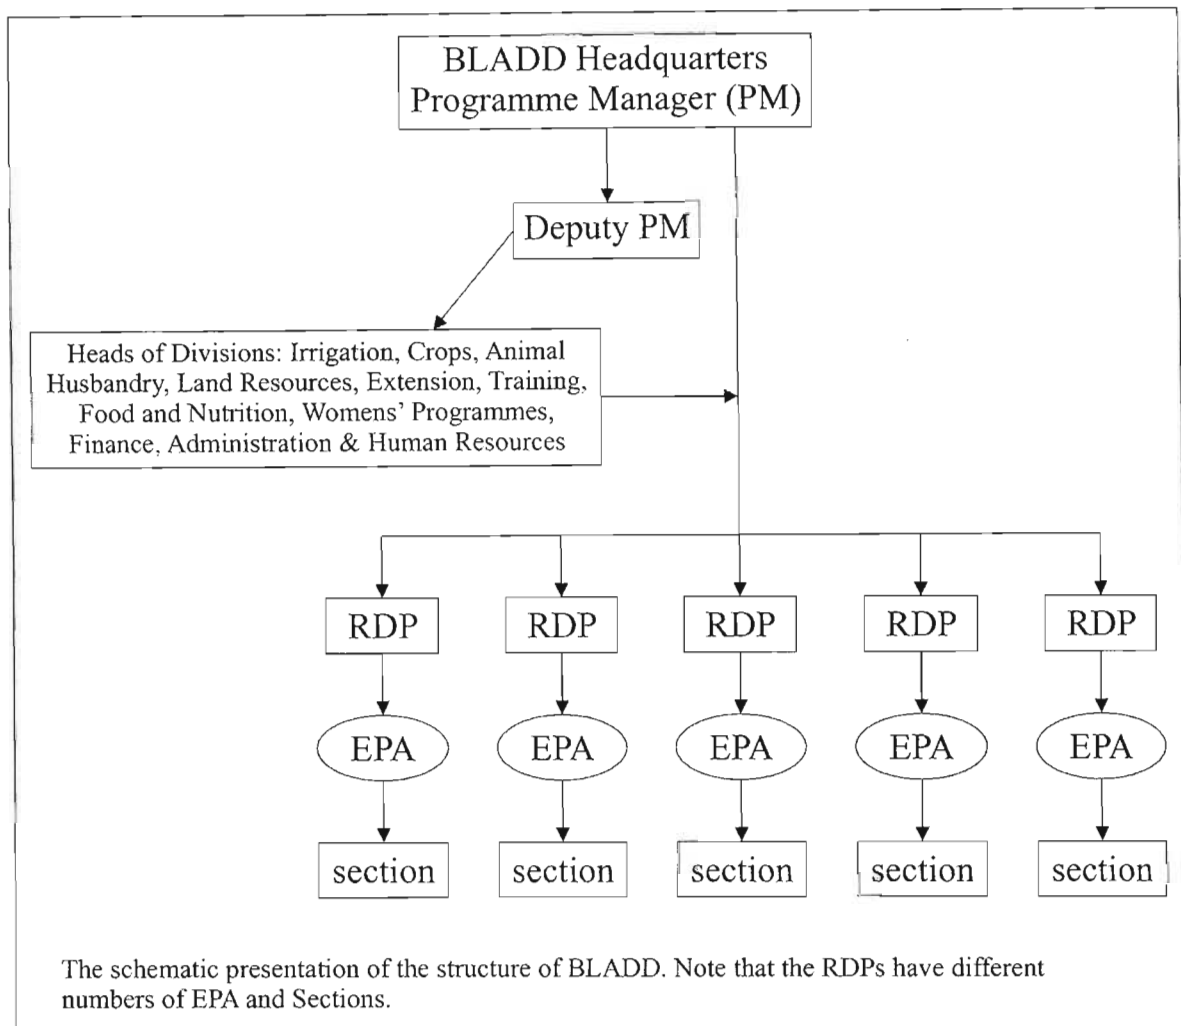 BLADD Headquarters
Programme Manager (PM)
Deputy PM
Heads of Divisions: Irrigation, Crops, Animal
Husbandry, Land Resources, Extension, Training,
Food and Nutrition, Womens' Programmes,
Finance, Administration & Human Resources
RDP RDP RDP RDP RDP
EPA EPA EPA EPA EPA
section section section section section
The schematic presentation of the structure of BLADD. Note that the RDPs have different
numbers of EPA and Sections.